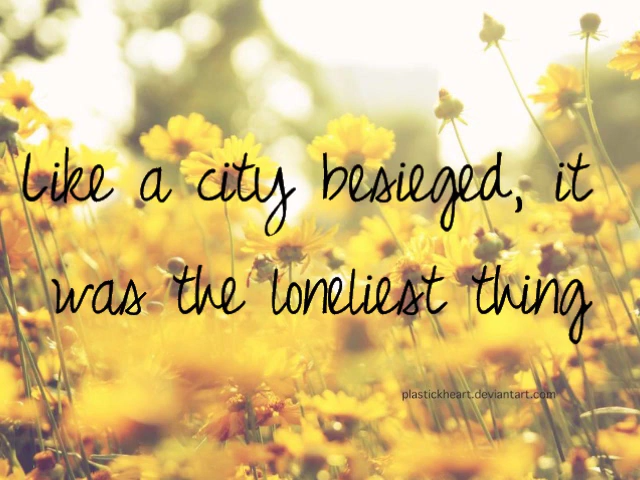 Like a city besieged, it
was the loneliest thing
plastickheart.deviantart.com